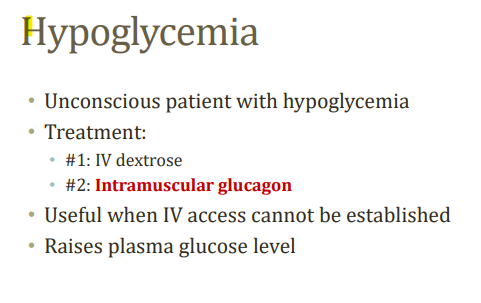 Hypoglycemia
• Unconscious patient with hypoglycemia
• Treatment:
• #1: IV dextrose
• #2: Intramuscular glucagon
• Useful when IV access cannot be established
• Raises plasma glucose level